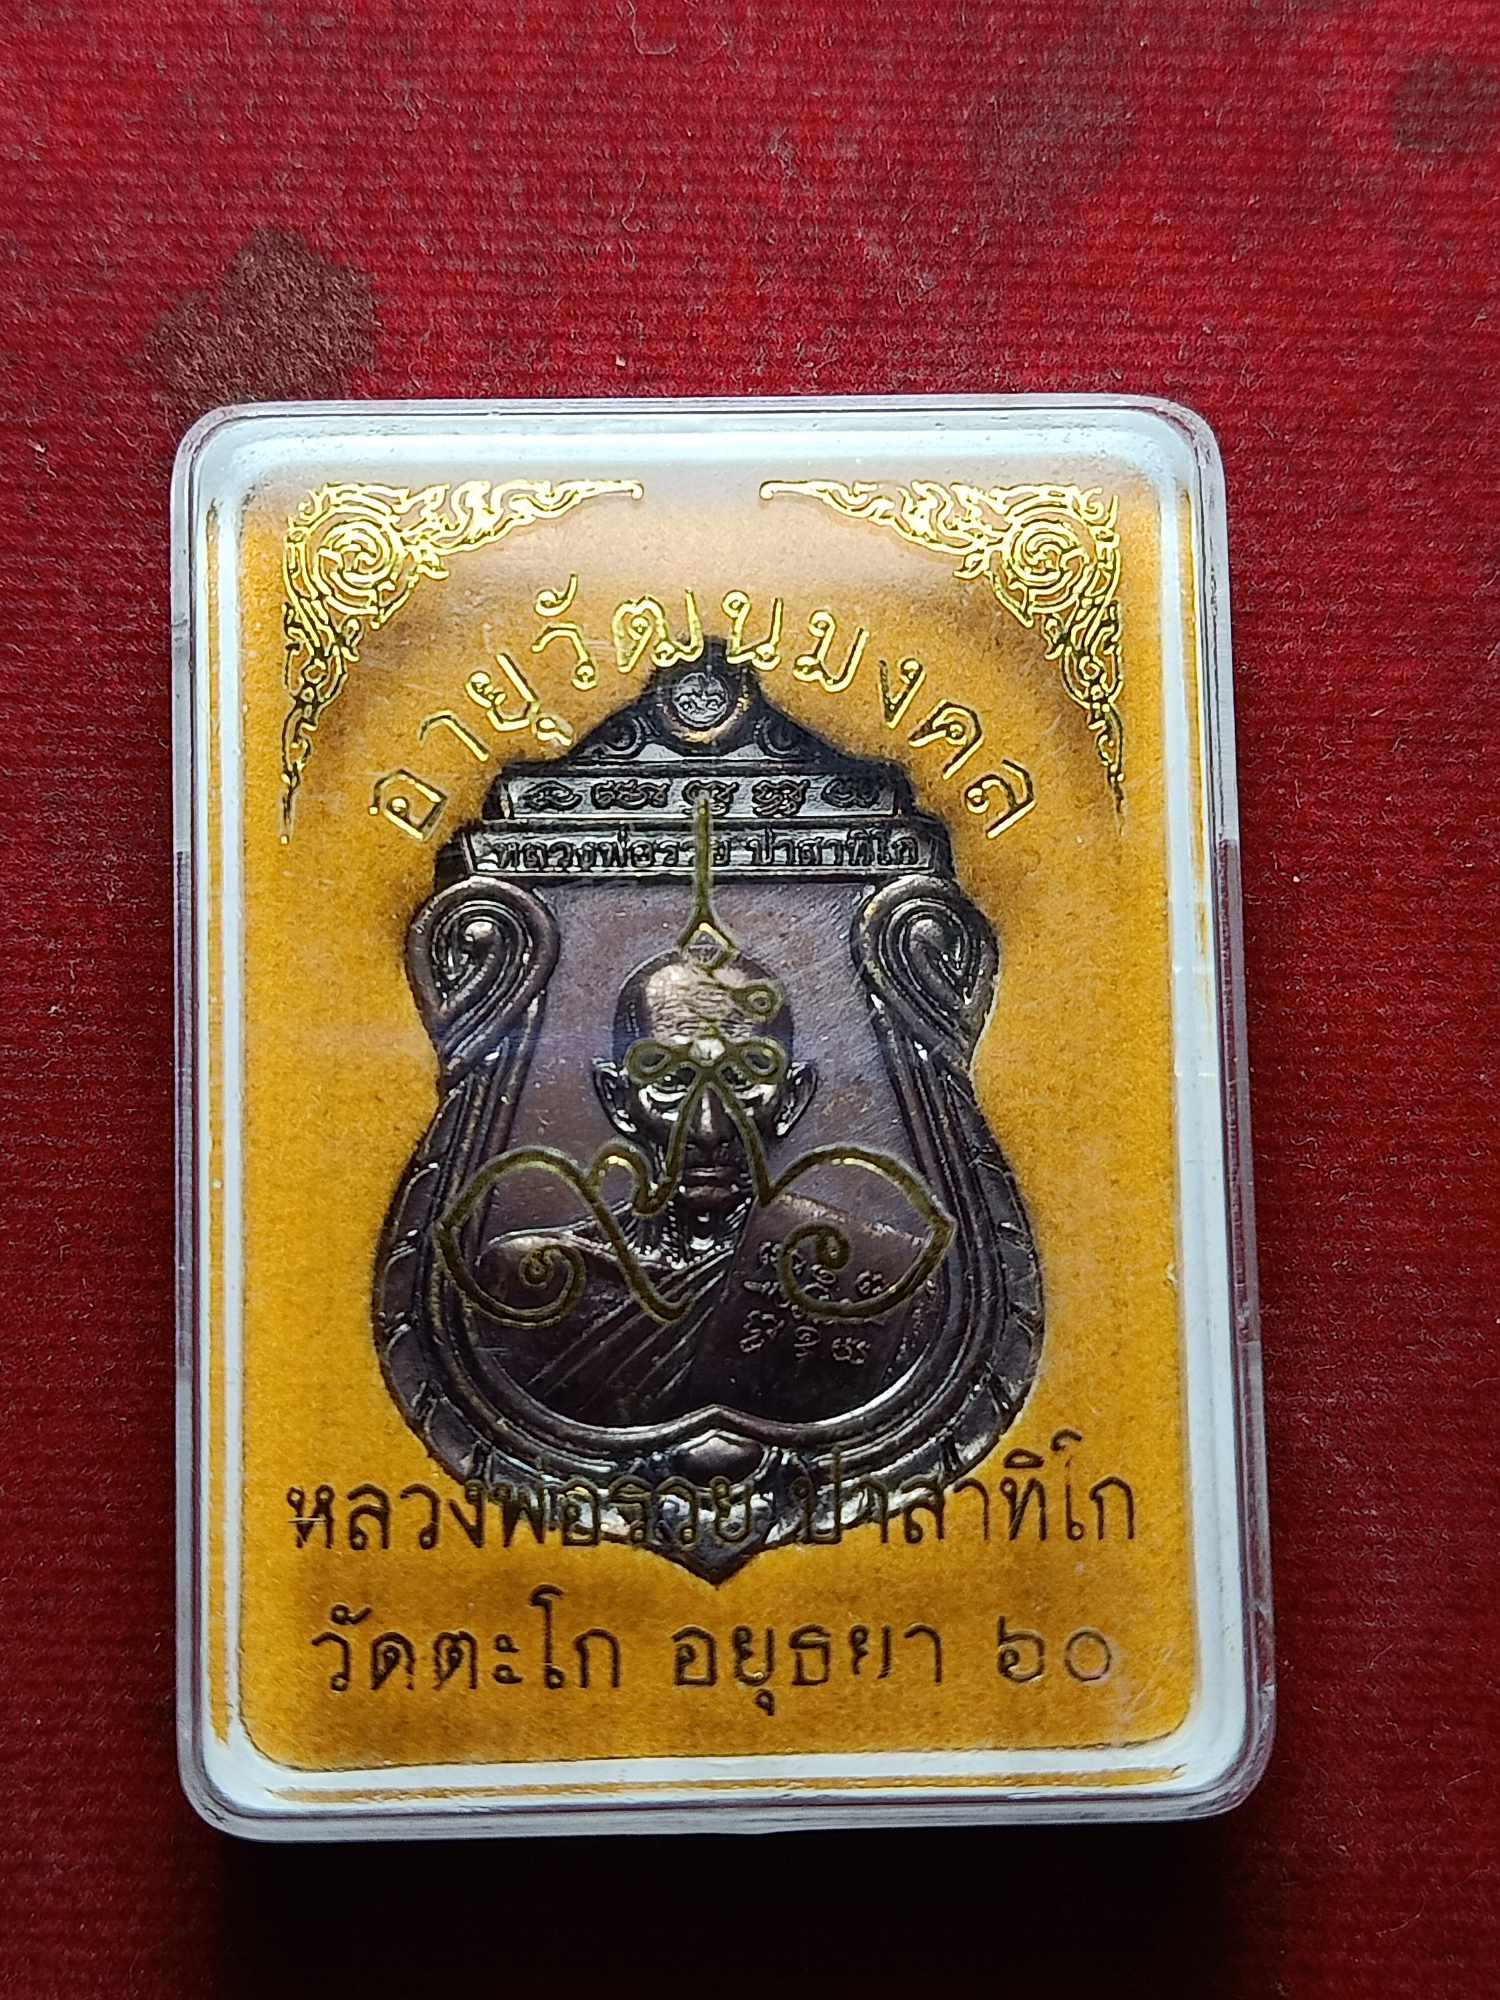 อายุวัฒนมงคล
หลวงพ่อรวย ปาสาทิโก
หลวงพ่อรวย ปาสาทิโก
วัดตะโก อยุธยา ๖๐